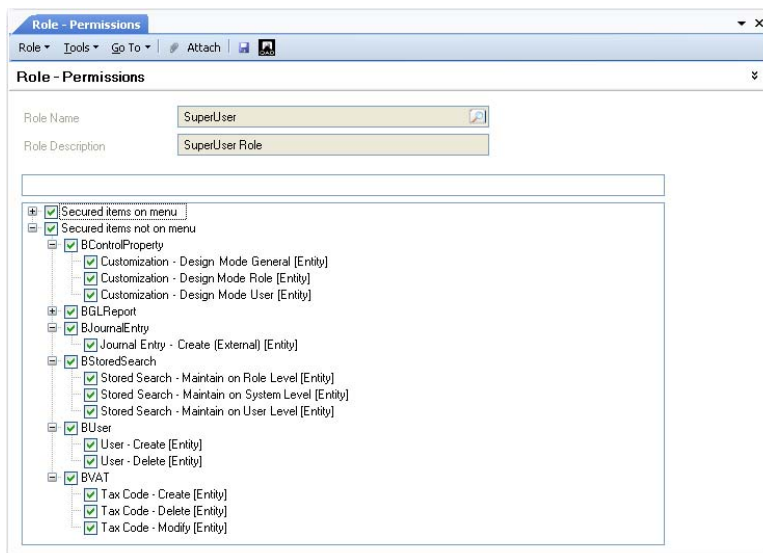 Role - Permissions
Role Tools Go To Attach QAD
Role - Permissions
Role Name SuperUser
Role Description SuperUser Role
Secured items on menu
Secured items not on menu
BControlProperty
Customization - Design Mode General [Entity]
Customization - Design Mode Role [Entity]
Customization - Design Mode User [Entity]
BGLReport
BJournalEntry
Journal Entry - Create (External) [Entity]
BStoredSearch
Stored Search - Maintain on Role Level [Entity]
Stored Search - Maintain on System Level [Entity]
Stored Search - Maintain on User Level [Entity]
BUser
User - Create [Entity]
User - Delete [Entity]
BVAT
Tax Code - Create [Entity]
Tax Code - Delete [Entity]
Tax Code - Modify [Entity]